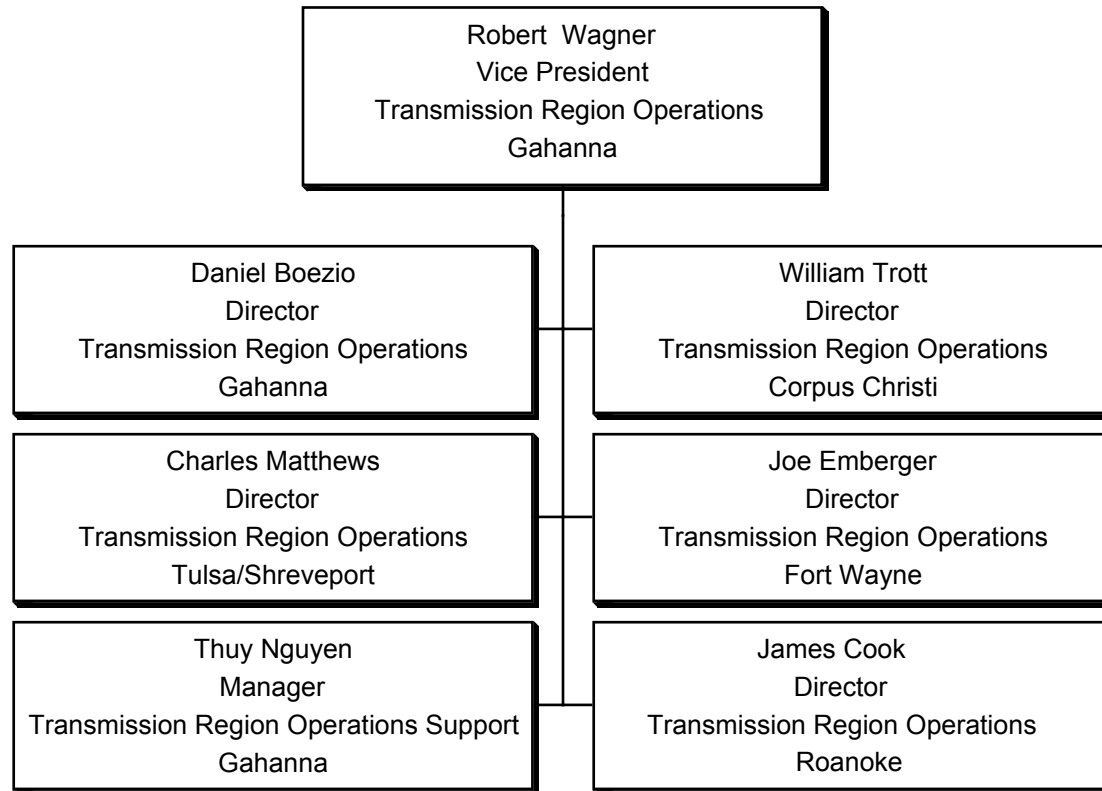 Robert Wagner
Vice President
Transmission Region Operations
Gahanna
Daniel Boezio
Director
Transmission Region Operations
Gahanna
William Trott
Director
Transmission Region Operations
Corpus Christi
Charles Matthews
Director
Transmission Region Operations
Tulsa/Shreveport
Joe Emberger
Director
Transmission Region Operations
Fort Wayne
Thuy Nguyen
Manager
Transmission Region Operations Support
Gahanna
James Cook
Director
Transmission Region Operations
Roanoke